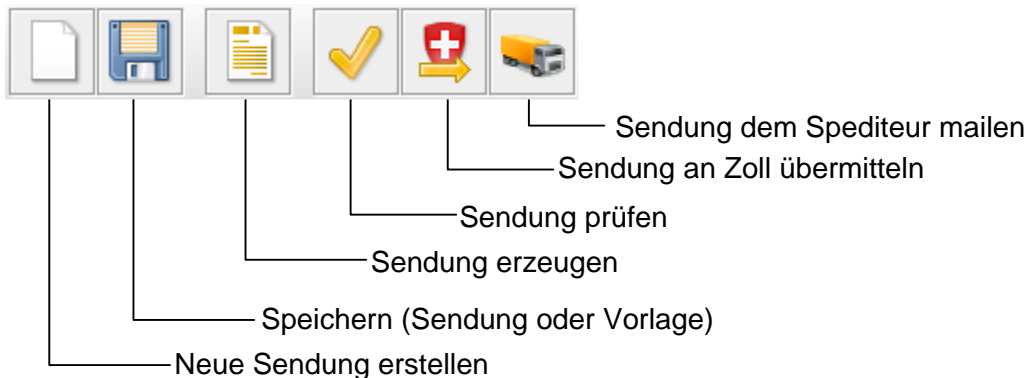 Sendung dem Spediteur mailen
Sendung an Zoll übermitteln
Sendung prüfen
Sendung erzeugen
Speichern (Sendung oder Vorlage)
Neue Sendung erstellen